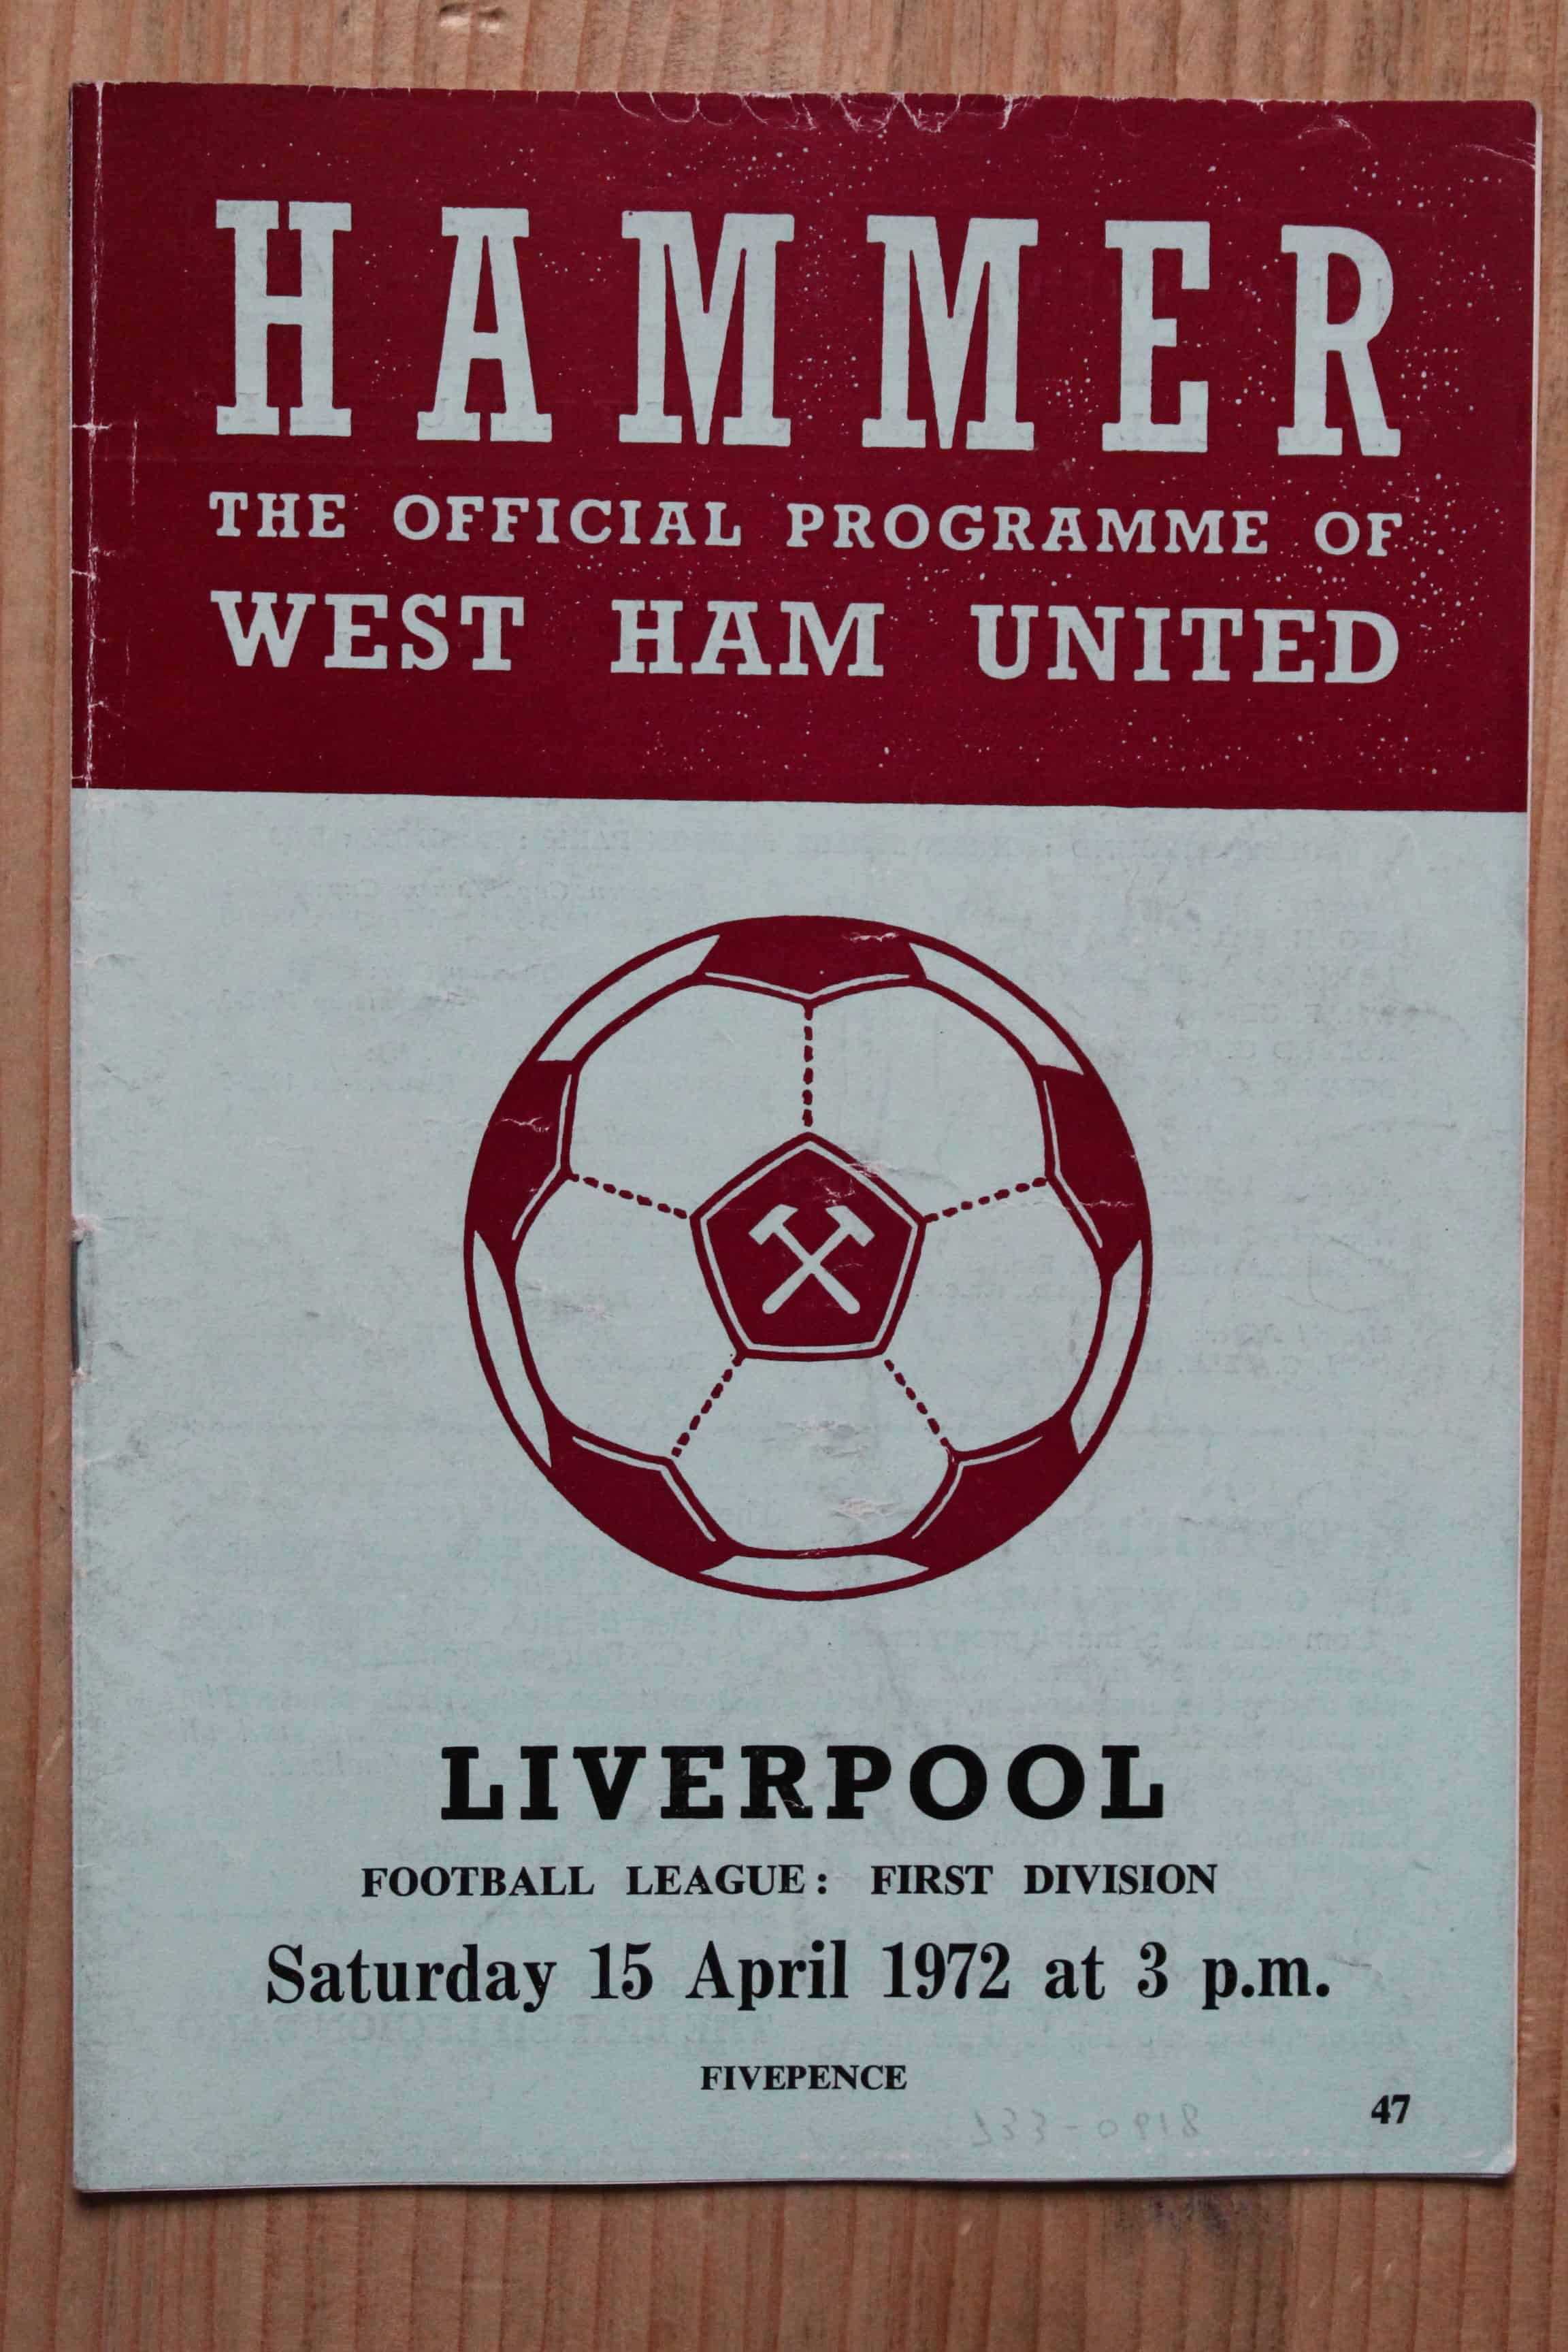 HAMMER
THE OFFICIAL PROGRAMME OF
WEST HAM UNITED
LIVERPOOL
FOOTBALL LEAGUE: FIRST DIVISION
Saturday 15 April 1972 at 3 p.m.
FIVEPENCE
47